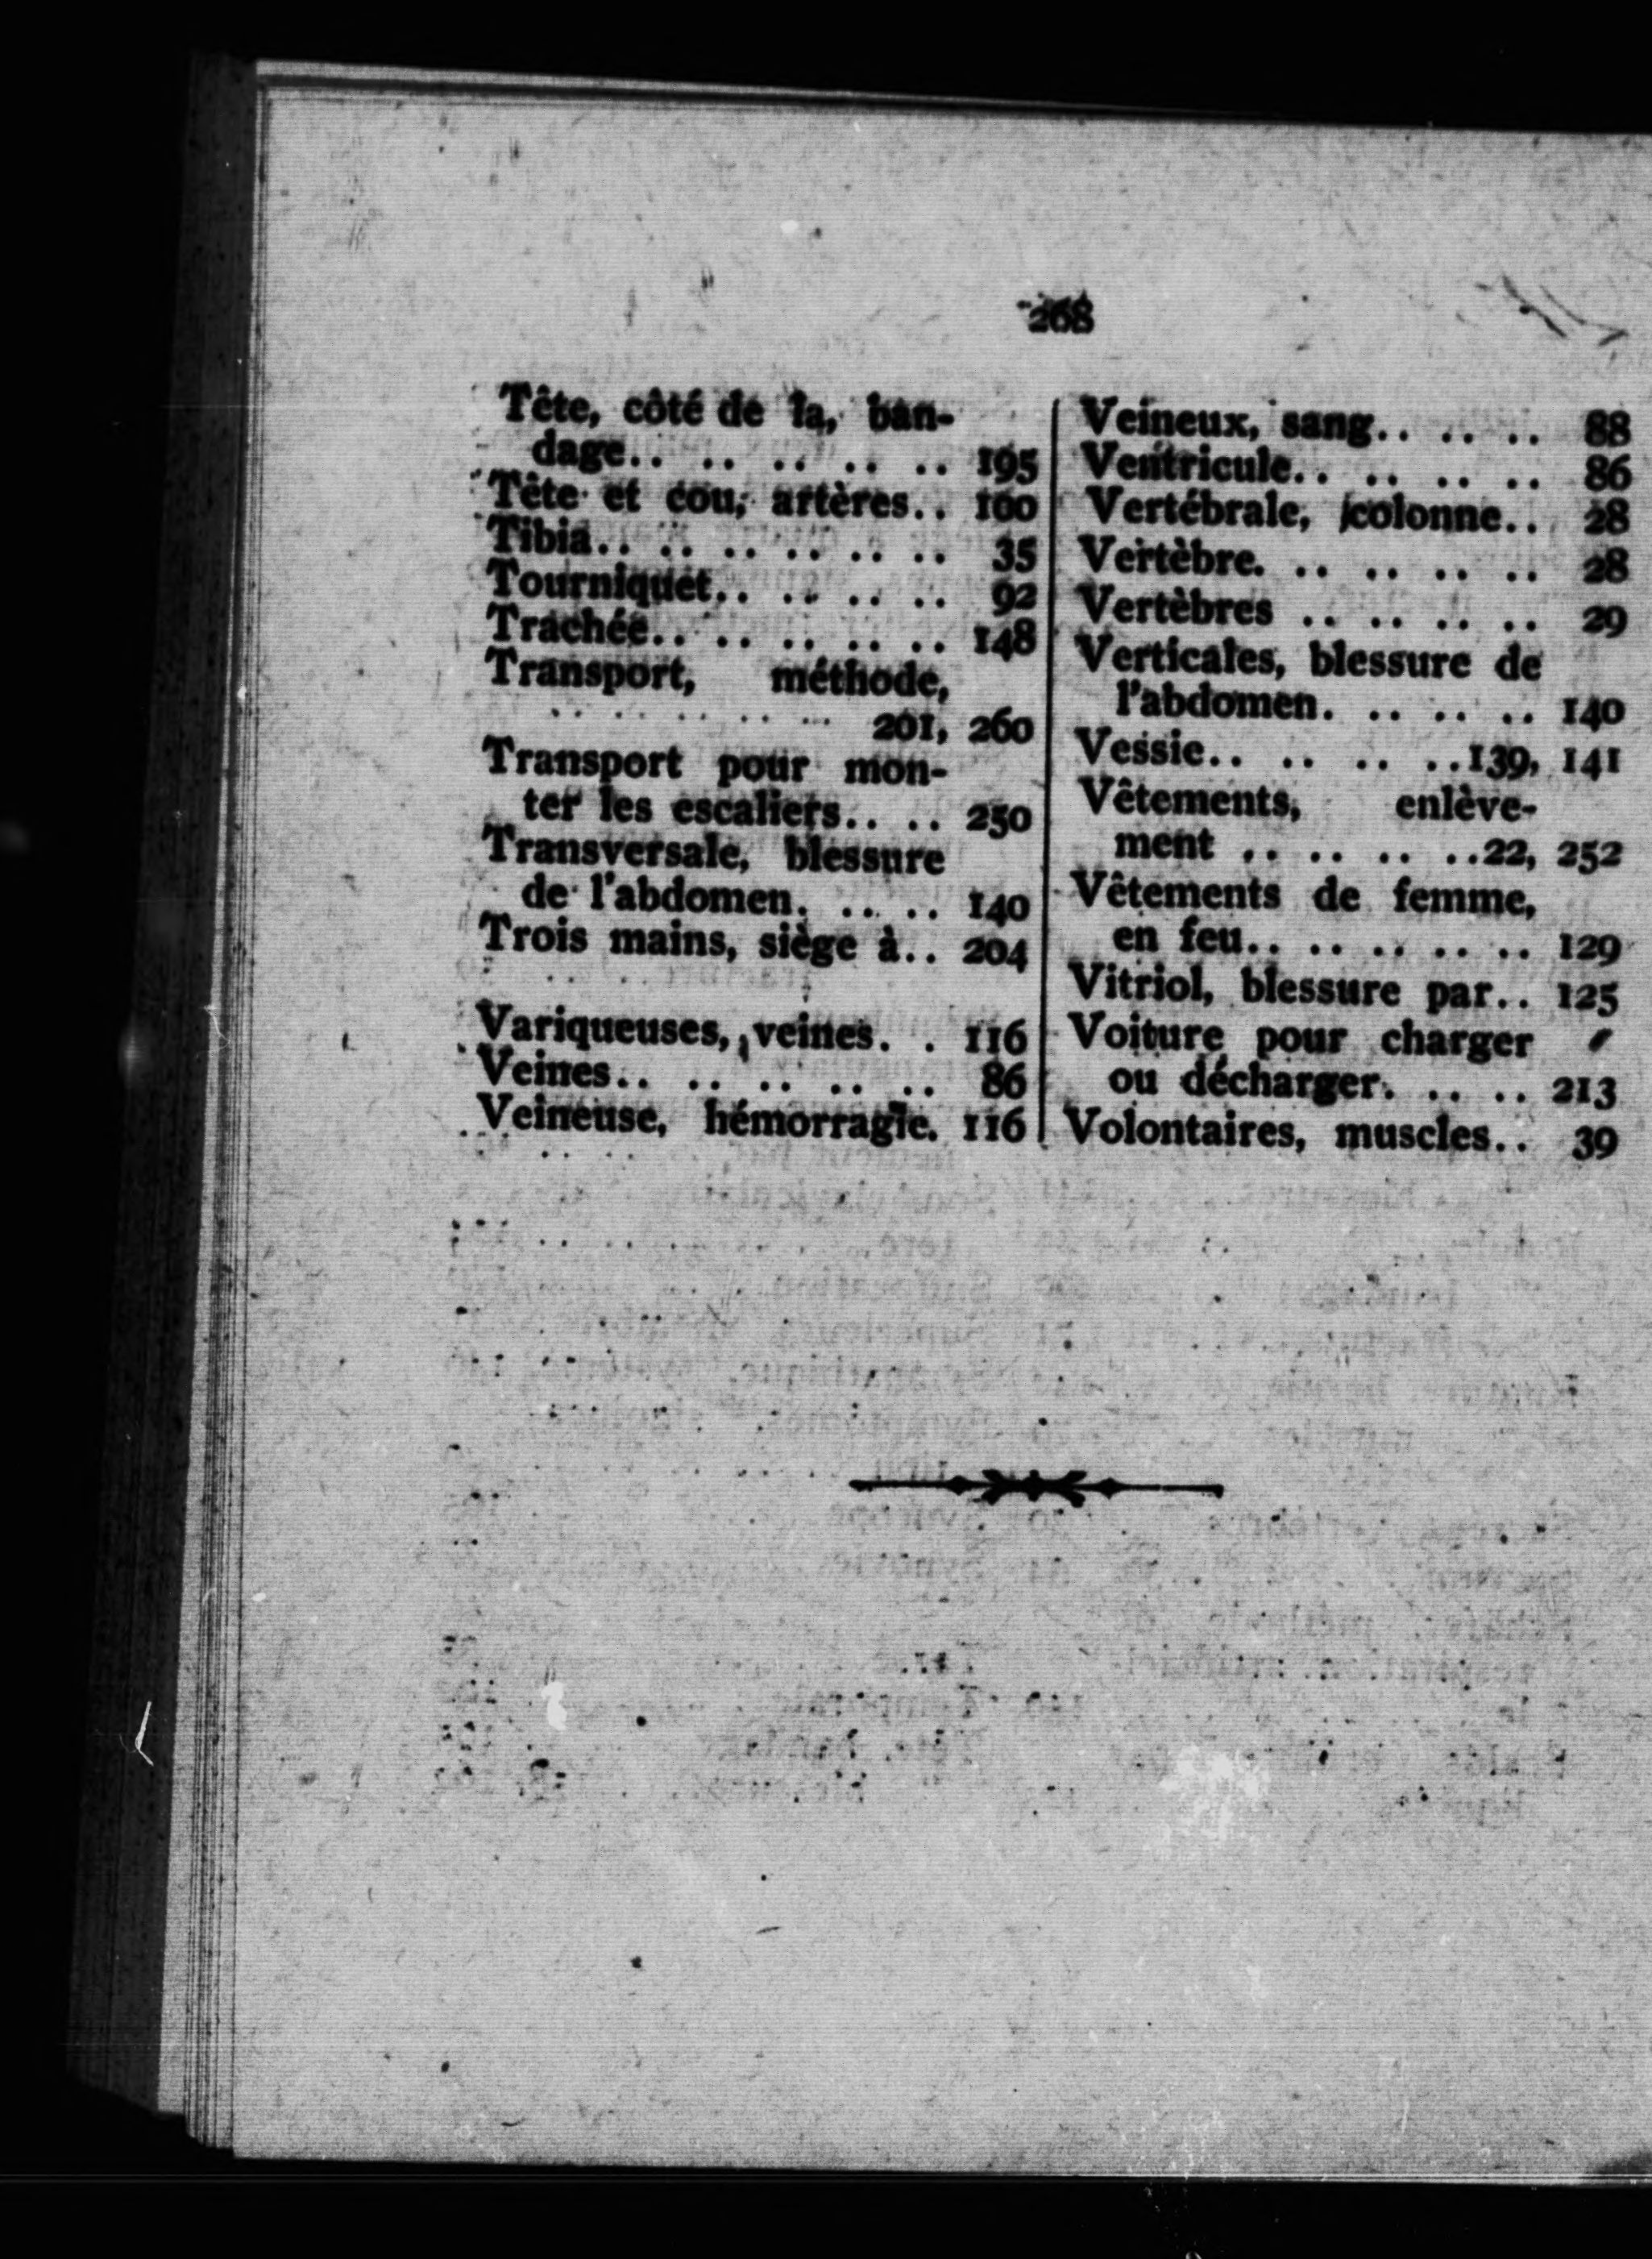 268
Tête, côté de la, ban-
dage.. .. .. .. .. 195
Tête et cou, artères.. 100
Tibia.. .. .. .. .. .. 35
Tourniquet.. .. .. .. 92
Trachée.. .. .. .. .. 148
Transport, méthode,
.. .. .. .. 201, 260
Transport pour mon-
ter les escaliers.. .. 250
Transversale, blessure
de l'abdomen. .. .. 140
Trois mains, siège à.. 204
Variqueuses, veines. . 116
Veines.. .. .. .. .. 86
Veineuse, hémorragie. 116
Veineux, sang.. .. .. 88
Ventricule.. .. .. .. 86
Vertébrale, colonne.. 28
Vertèbre. .. .. .. .. 28
Vertèbres .. .. .. .. 29
Verticales, blessure de
l'abdomen. .. .. .. 140
Vessie.. .. .. ..139, 141
Vêtements, enlève-
ment .. .. .. ..22, 252
Vêtements de femme,
en feu.. .. .. .. .. 129
Vitriol, blessure par.. 125
Voiture pour charger
ou décharger. .. .. 213
Volontaires, muscles.. 39